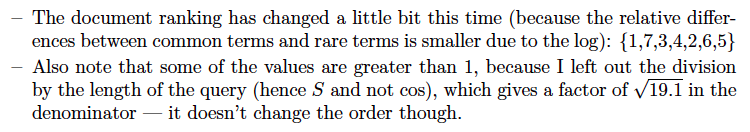 – The document ranking has changed a little bit this time (because the relative differ-
ences between common terms and rare terms is smaller due to the log): {1,7,3,4,2,6,5}
– Also note that some of the values are greater than 1, because I left out the division
by the length of the query (hence S and not cos), which gives a factor of √19.1 in the
denominator — it doesn't change the order though.